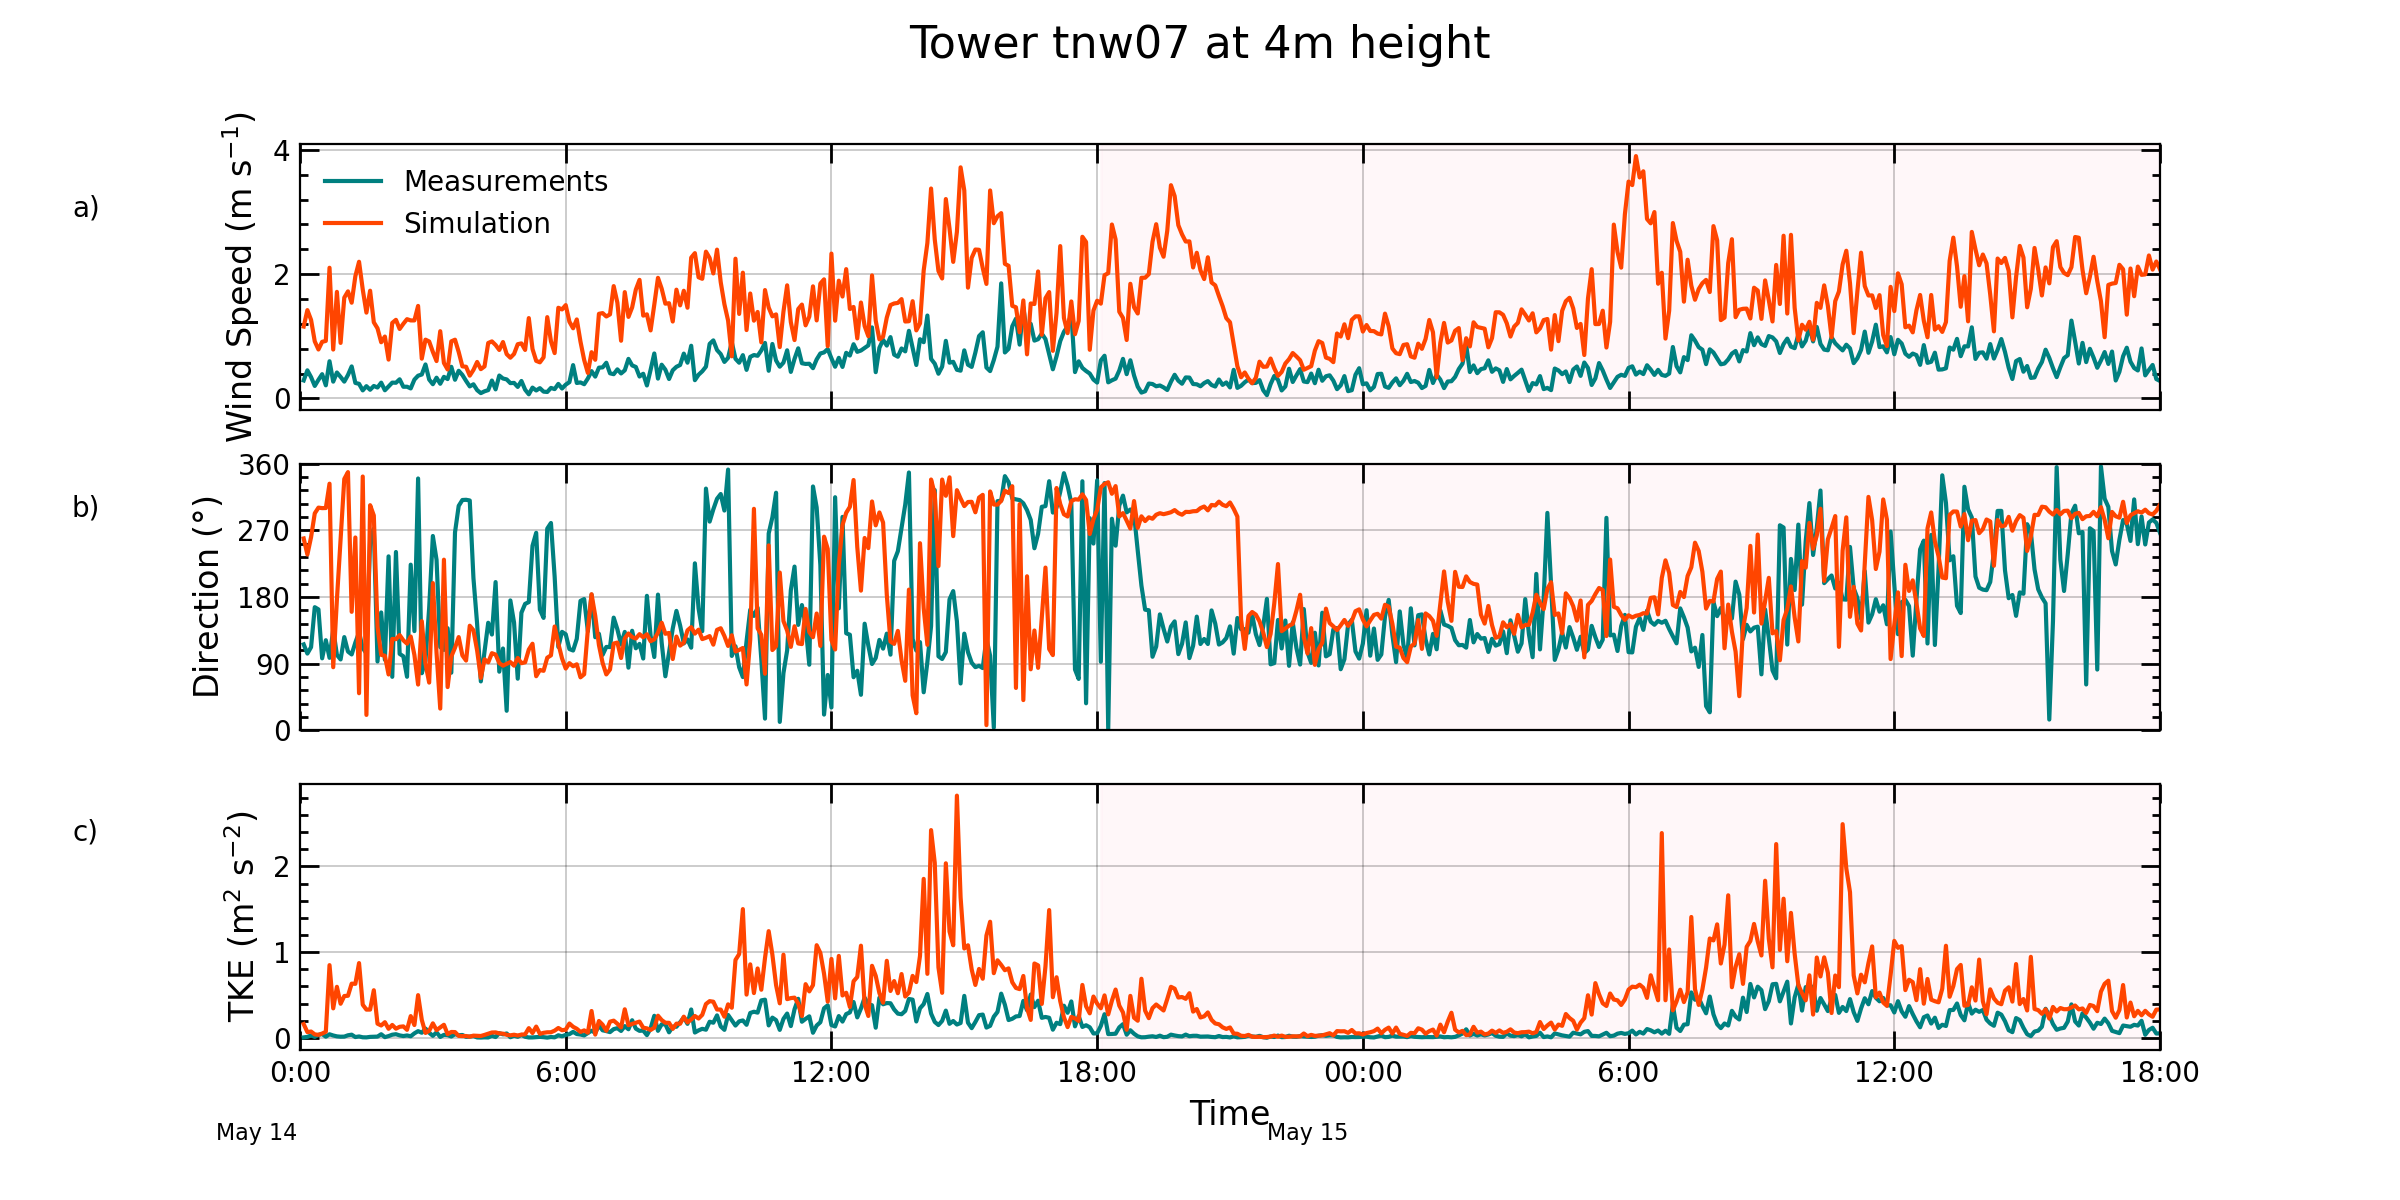 Tower tnw07 at 4m height
a)
Wind Speed (m s⁻¹)
4
2
0
Measurements
Simulation
b)
Direction (°)
360
270
180
90
0
c)
TKE (m² s⁻²)
2
1
0
0:00 6:00 12:00 18:00 00:00 6:00 12:00 18:00
Time
May 14 May 15